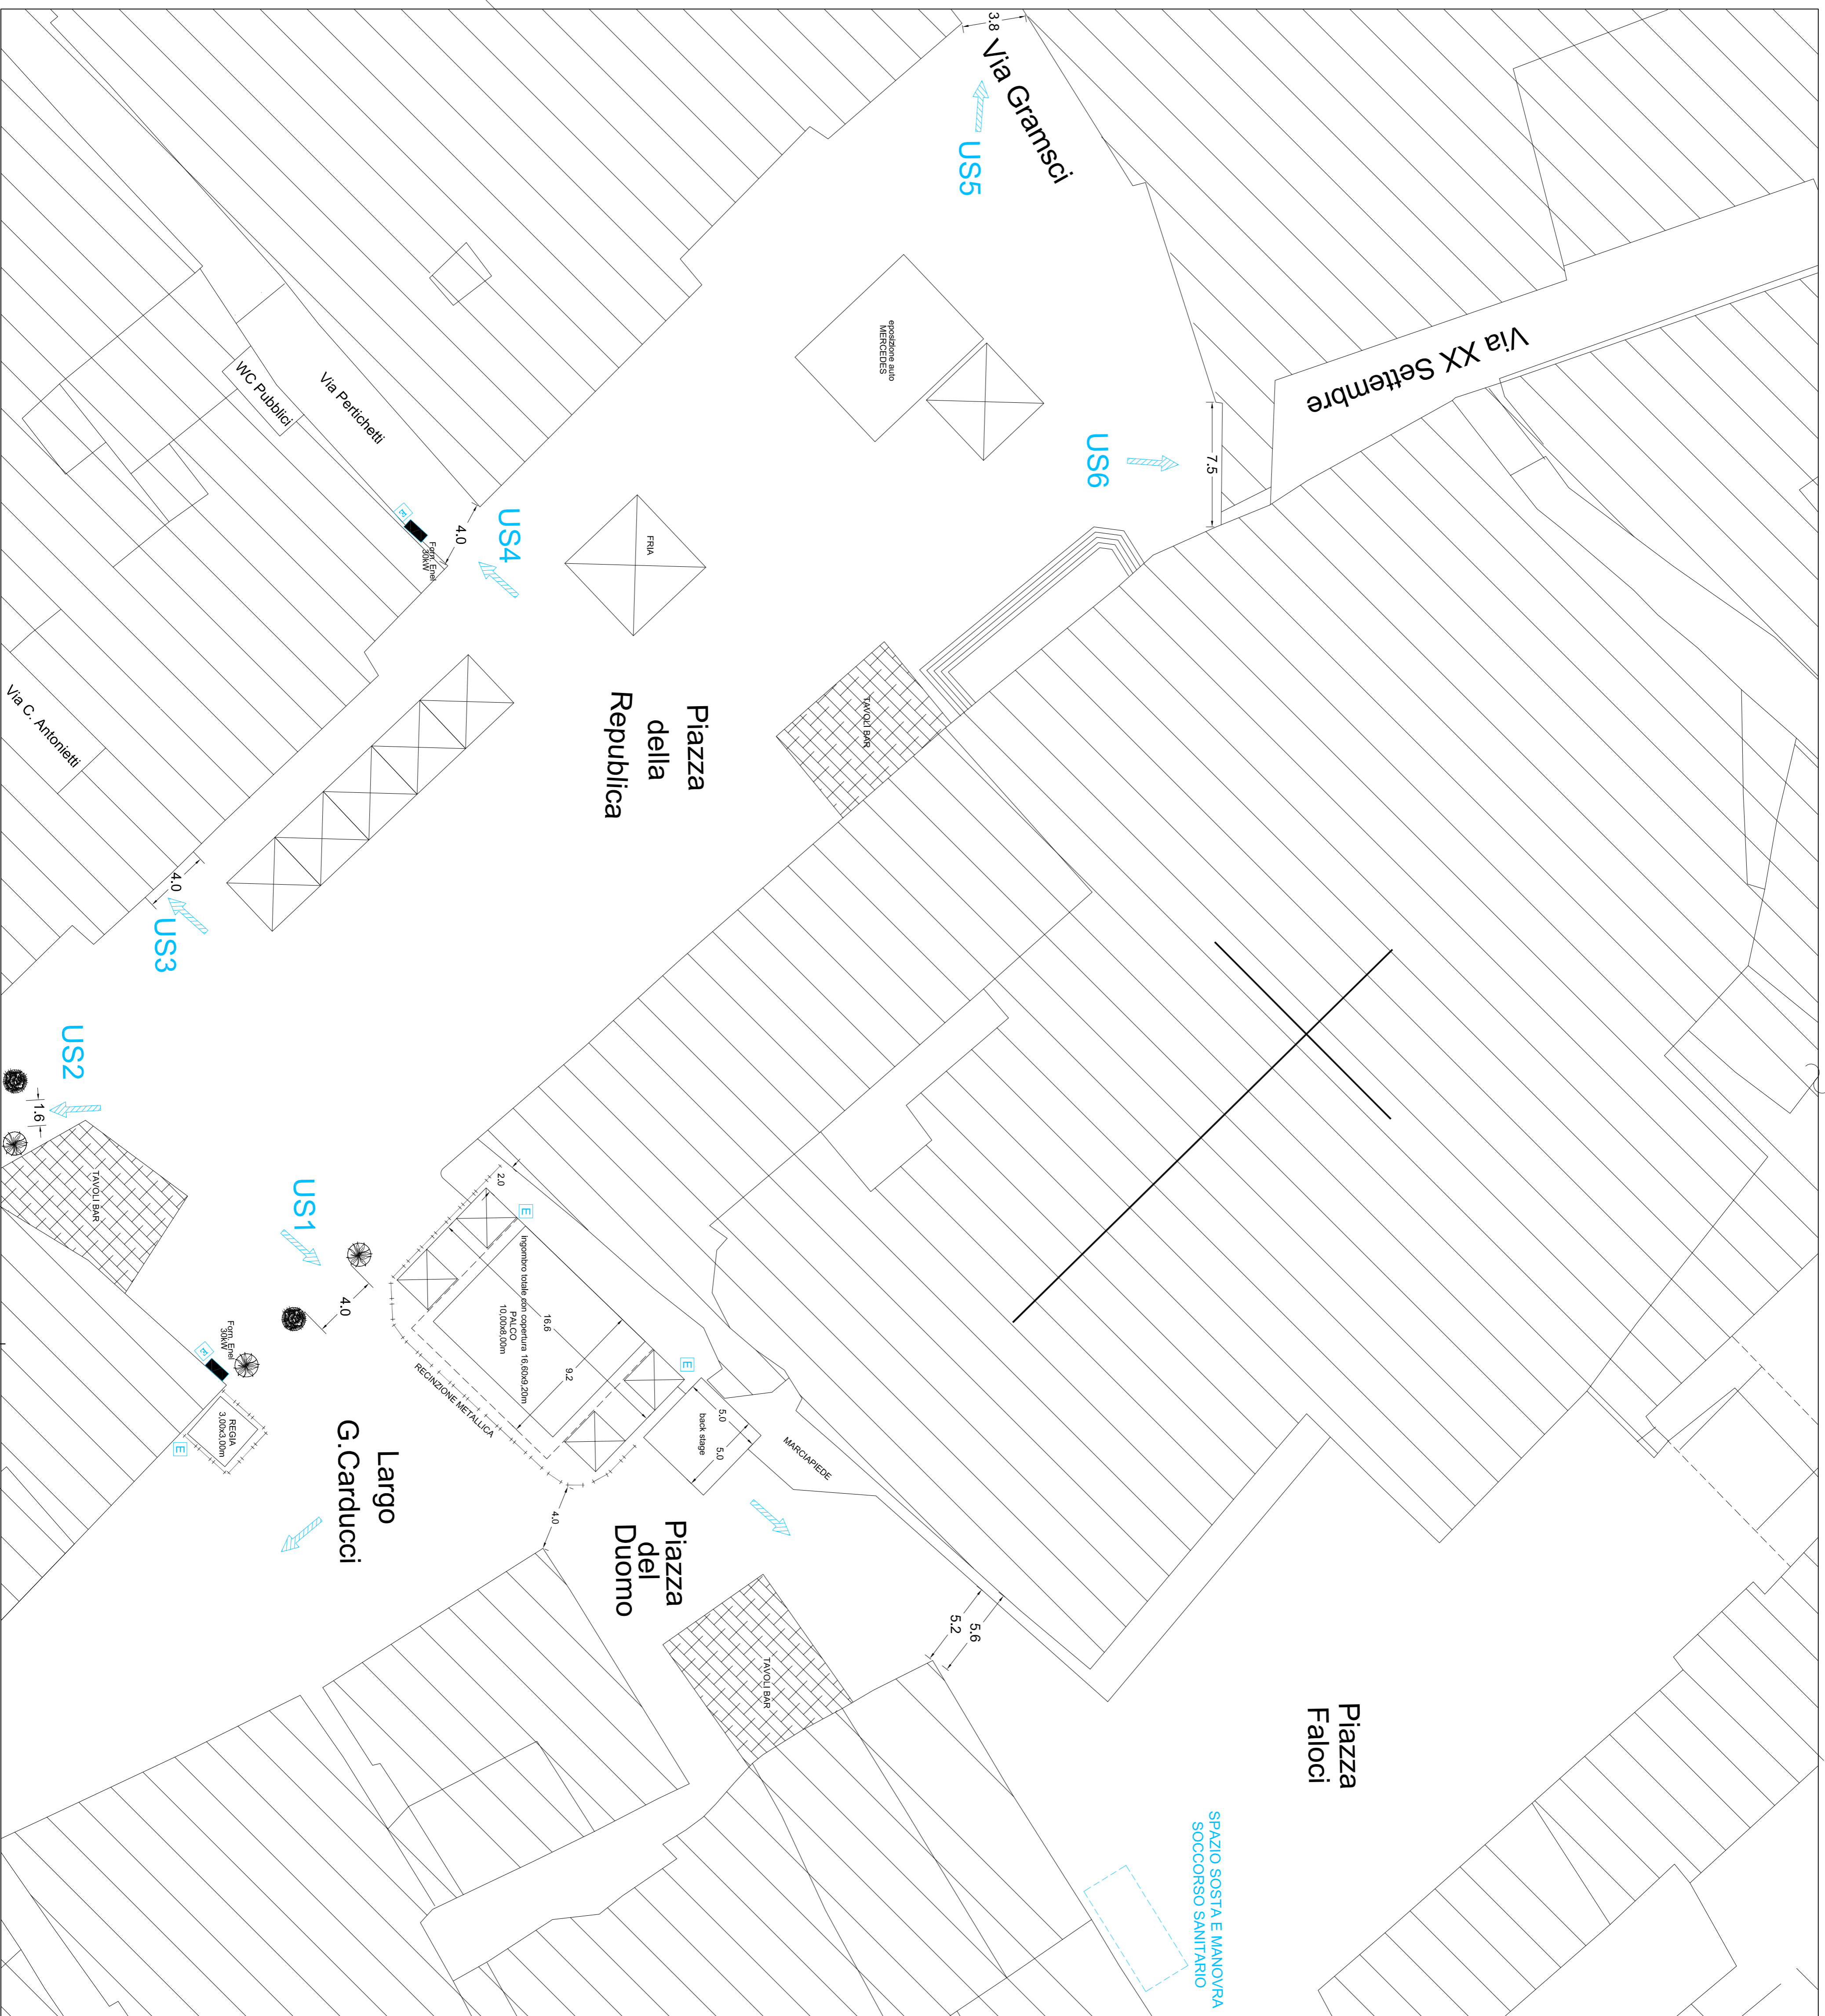 3.8
Via Gramsci
US5
eposizione auto
MERCEDES
Via XX Settembre
US6
7.5
WC Pubblici
Via Pertichetti
Forn. Enel
30kW
4.0
US4
FRIA
Via C. Antonietti
Piazza
della
Republica
TAVOLI BAR
4.0
US3
US2
1.6
TAVOLI BAR
US1
4.0
2.0
E
ingombro totale con copertura 16,60x9,20m
PALCO
10,00x8,00m
16.6
9.2
RECINZIONE METALLICA
E
5.0
5.0
back stage
MARCIAPIEDE
Forn. Enel
30kW
REGIA
3,00x3,00m
E
Largo
G.Carducci
4.0
Piazza
del
Duomo
TAVOLI BAR
5.2
5.6
Piazza
Faloci
SPAZIO SOSTA E MANOVRA
SOCCORSO SANITARIO